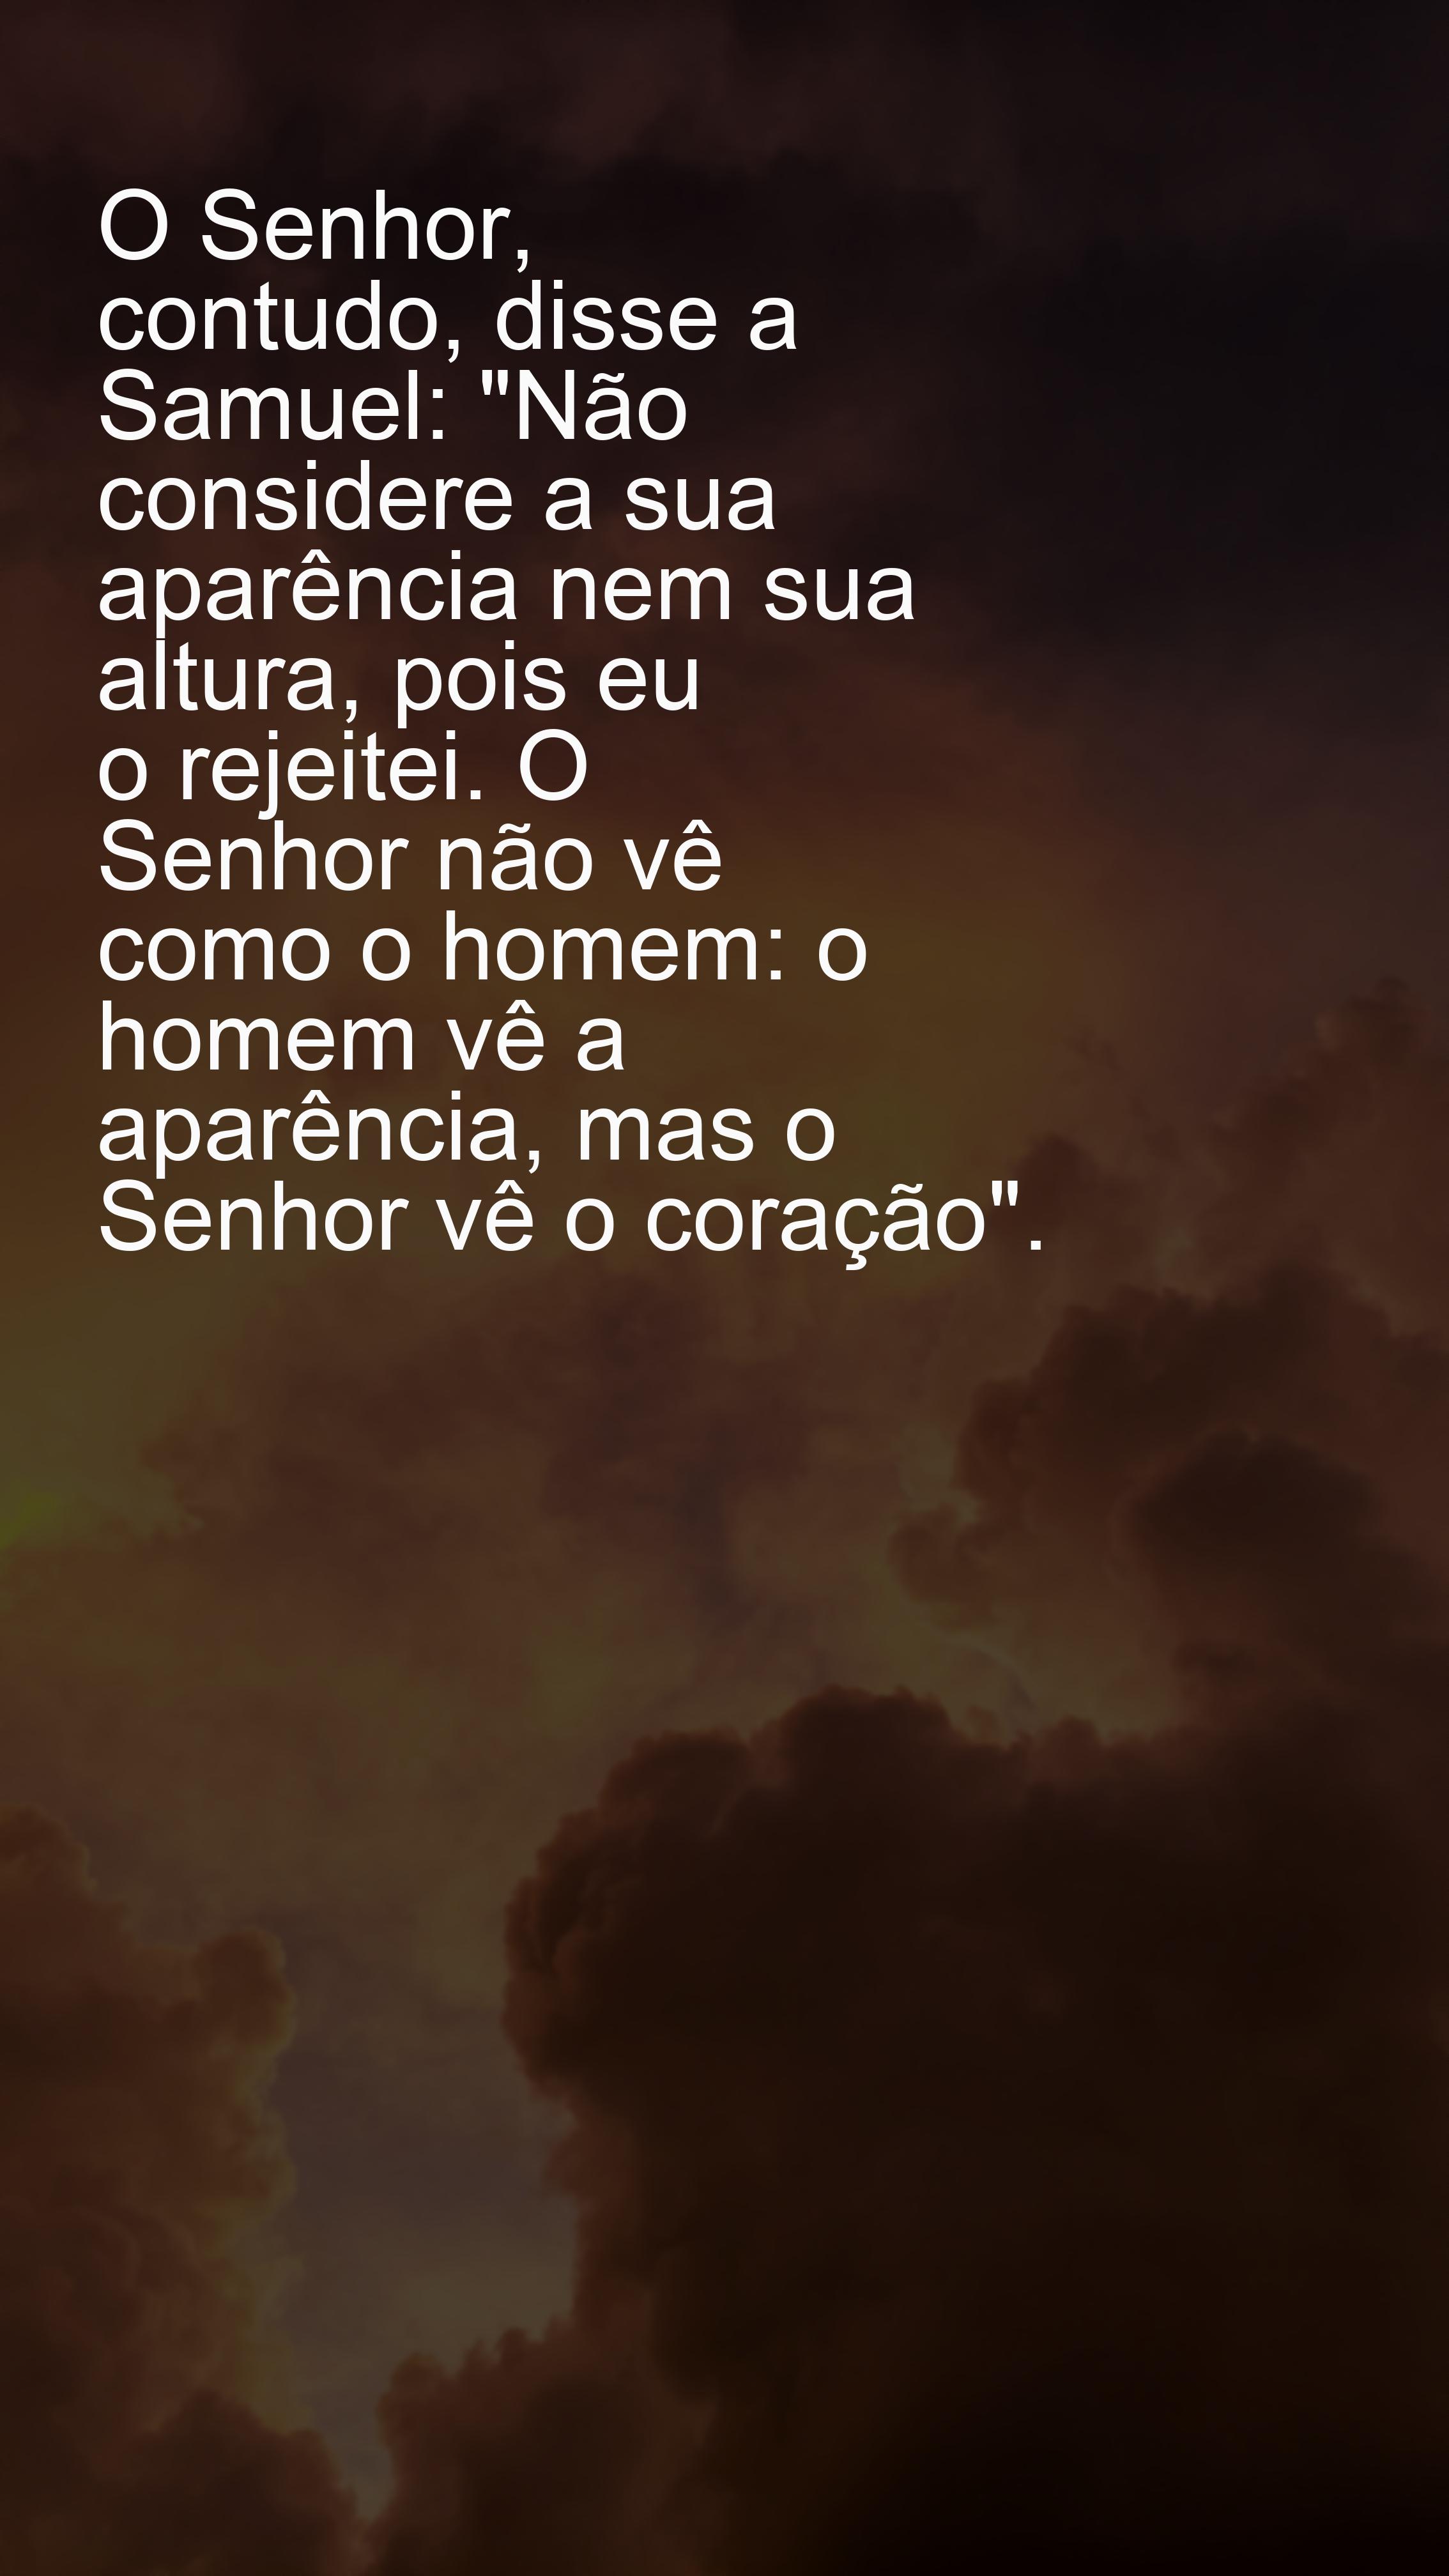 O Senhor,
contudo, disse a
Samuel: "Não
considere a sua
aparência nem sua
altura, pois eu
o rejeitei. O
Senhor não vê
como o homem: o
homem vê a
aparência, mas o
Senhor vê o coração".